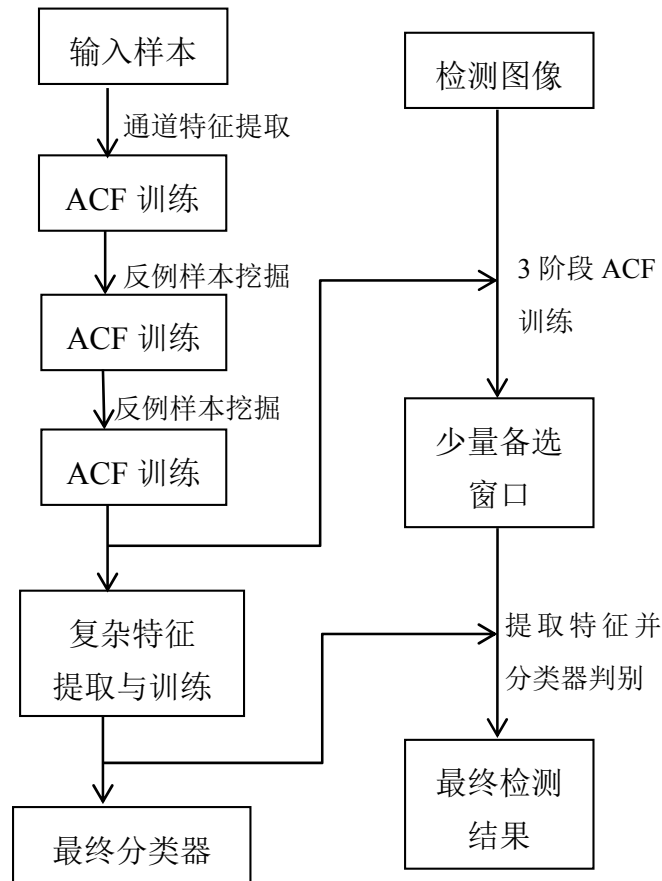 输入样本
通道特征提取
ACF 训练
反例样本挖掘
ACF 训练
反例样本挖掘
ACF 训练
复杂特征
提取与训练
最终分类器
检测图像
3 阶段 ACF
训练
少量备选
窗口
提取特征并
分类器判别
最终检测
结果